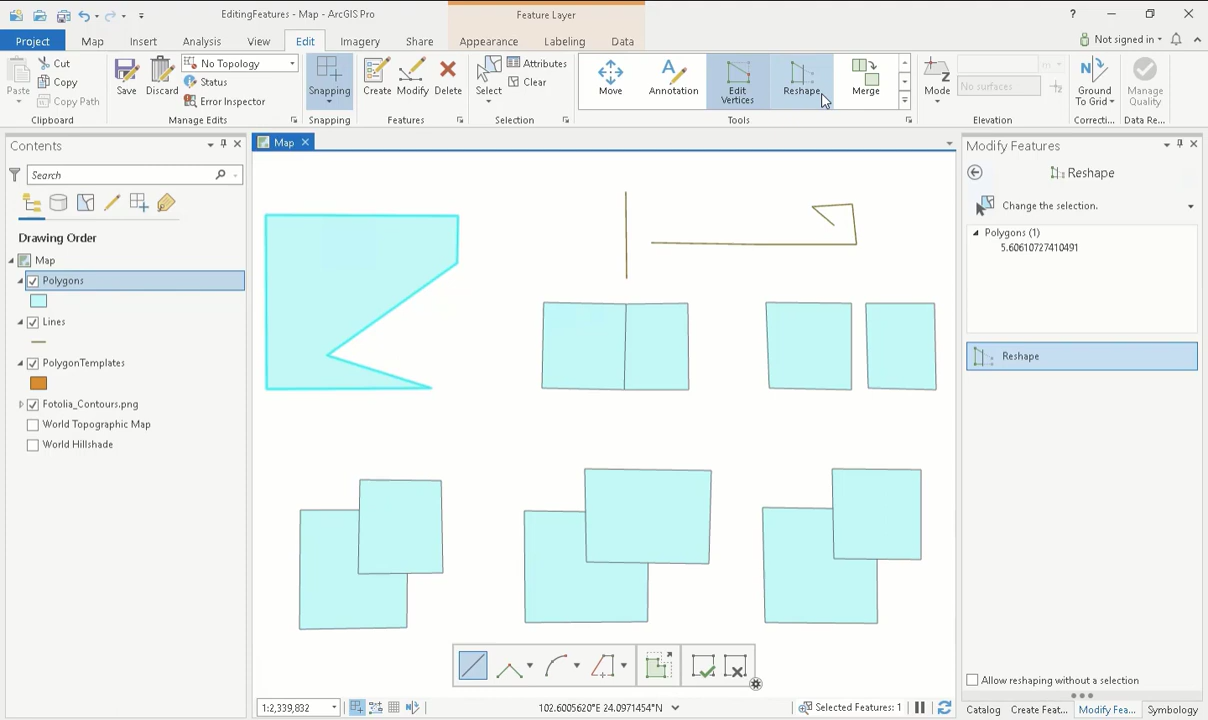 EditingFeatures - Map - ArcGIS Pro
Feature Layer
?
Project
Map
Insert
Analysis
View
Edit
Imagery
Share
Appearance
Labeling
Data
Not signed in
Paste
Cut
Copy
Copy Path
Clipboard
Save
Discard
No Topology
Status
Error Inspector
Manage Edits
Snapping
Snapping
Create
Modify
Delete
Features
Select
Attributes
Clear
Selection
Move
Annotation
Edit
Vertices
Reshape
Merge
Tools
Mode
m
No surfaces
Elevation
Ground
To Grid
Correcti...
Manage
Quality
Data Re...
Contents
Search
Drawing Order
Map
Polygons
Lines
PolygonTemplates
Fotolia_Contours.png
World Topographic Map
World Hillshade
Map
Modify Features
Reshape
Change the selection.
Polygons (1)
5.60610727410491
Reshape
Allow reshaping without a selection
1:2,339,832
102.6005620°E 24.0971454°N
Selected Features: 1
Catalog
Create Feat...
Modify Fea...
Symbology